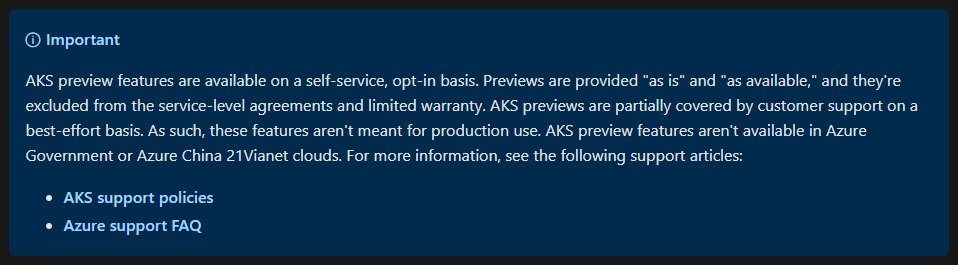 Important
AKS preview features are available on a self-service, opt-in basis. Previews are provided "as is" and "as available," and they're
excluded from the service-level agreements and limited warranty. AKS previews are partially covered by customer support on a
best-effort basis. As such, these features aren't meant for production use. AKS preview features aren't available in Azure
Government or Azure China 21Vianet clouds. For more information, see the following support articles:
• AKS support policies
• Azure support FAQ